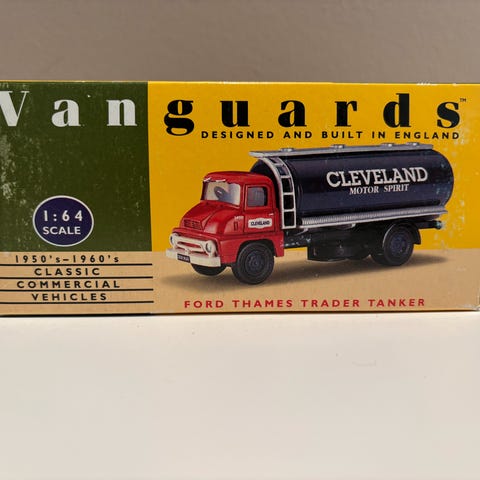 Vanguards™
DESIGNED AND BUILT IN ENGLAND
CLEVELAND
MOTOR SPIRIT
CLEVELAND
1:64
SCALE
1950's–1960's
CLASSIC
COMMERCIAL
VEHICLES
FORD THAMES TRADER TANKER